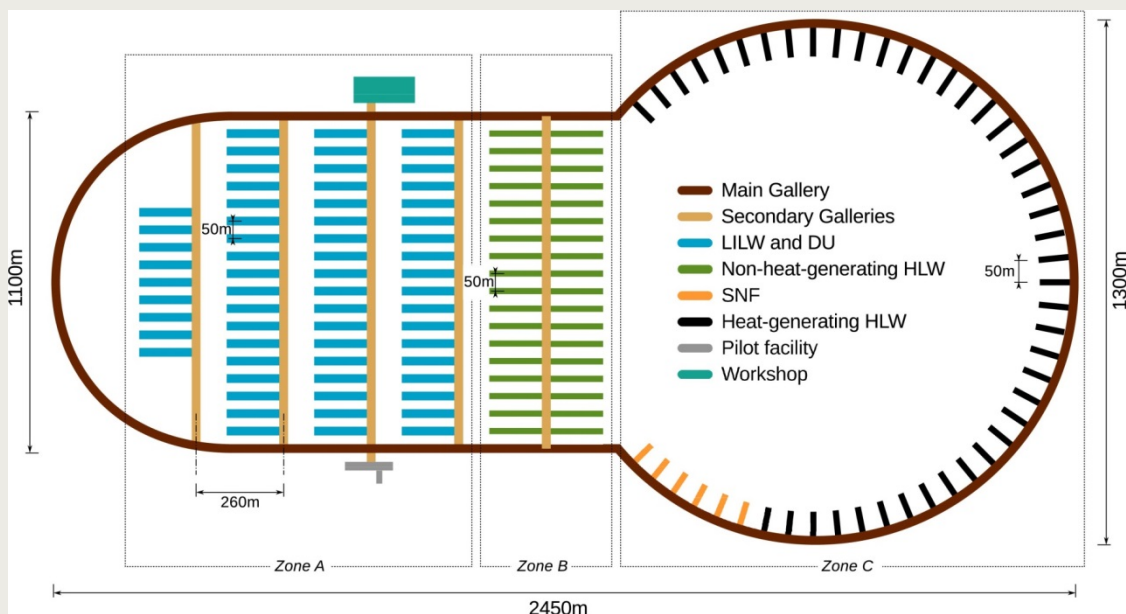 Main Gallery
Secondary Galleries
LILW and DU
Non-heat-generating HLW
SNF
Heat-generating HLW
Pilot facility
Workshop
50m
50m
50m
1100m
1300m
260m
Zone A
Zone B
Zone C
2450m